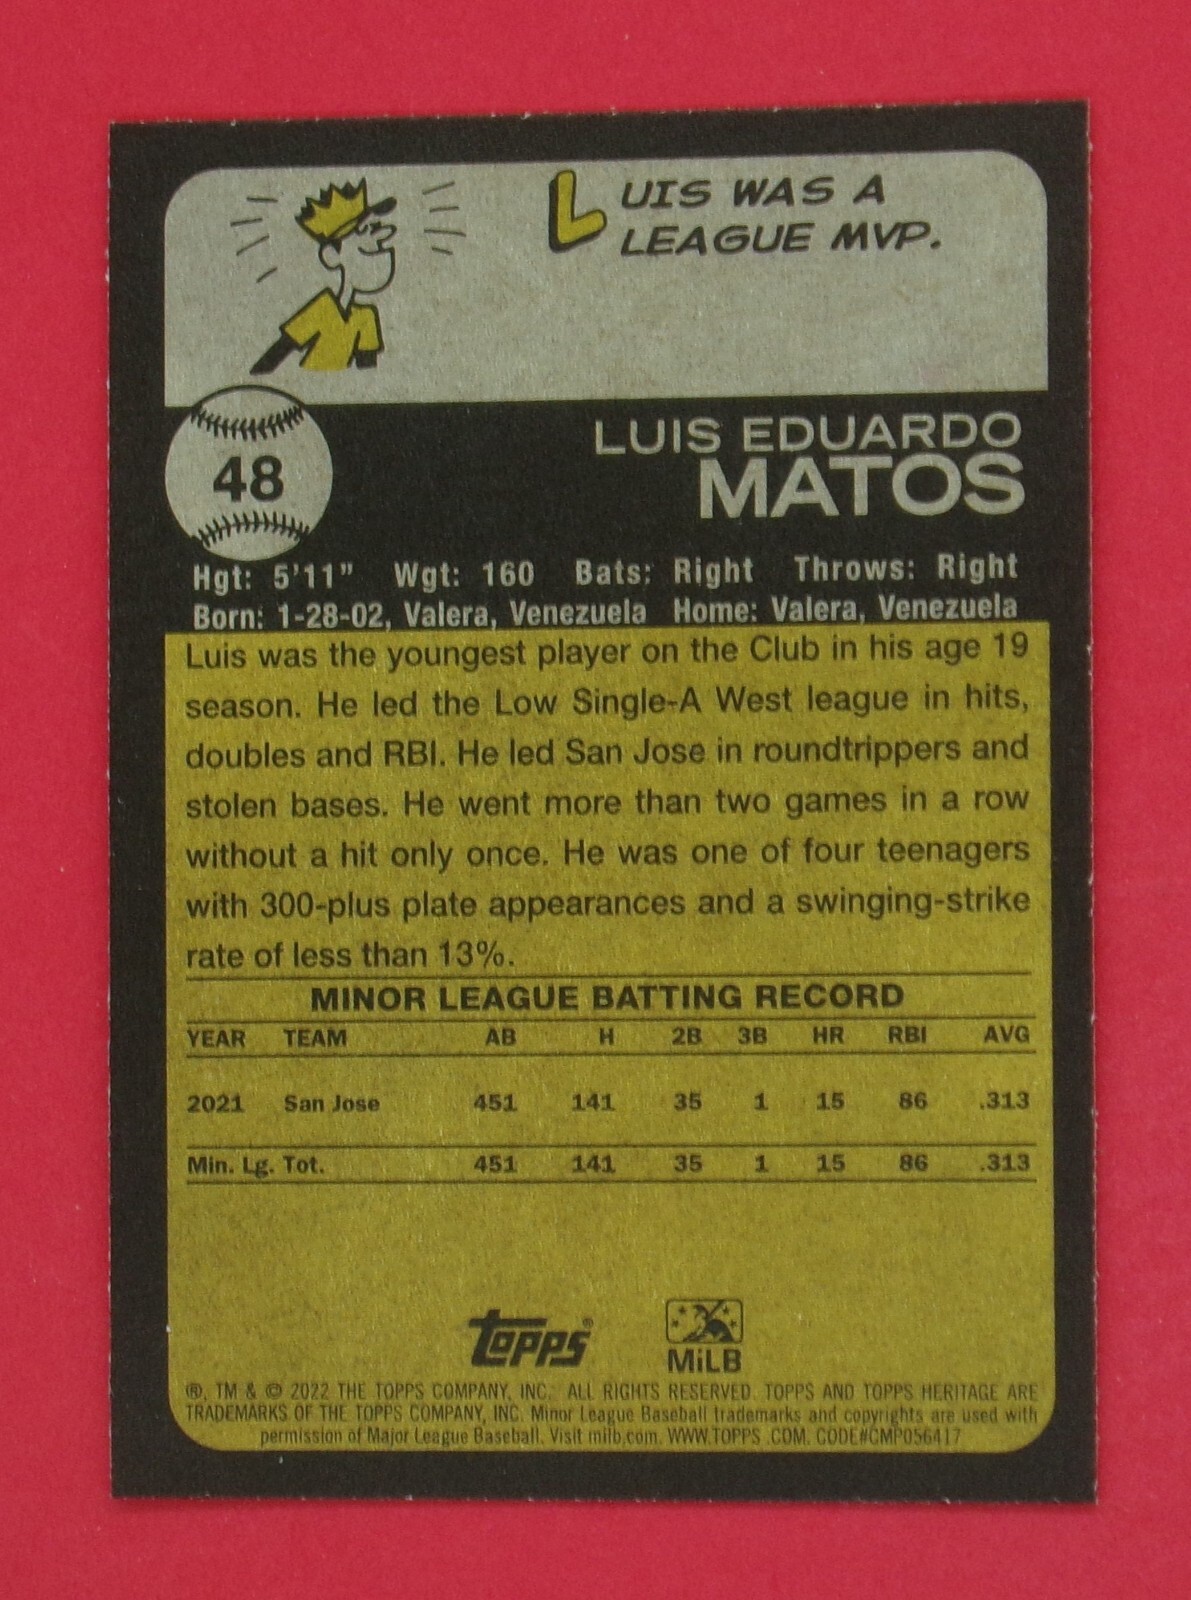 LUIS WAS A
LEAGUE MVP.
48
LUIS EDUARDO
MATOS
Hgt: 5'11" Wgt: 160 Bats: Right Throws: Right
Born: 1-28-02, Valera, Venezuela Home: Valera, Venezuela
Luis was the youngest player on the Club in his age 19
season. He led the Low Single-A West league in hits,
doubles and RBI. He led San Jose in roundtrippers and
stolen bases. He went more than two games in a row
without a hit only once. He was one of four teenagers
with 300-plus plate appearances and a swinging-strike
rate of less than 13%.
MINOR LEAGUE BATTING RECORD
YEAR TEAM AB H 2B 3B HR RBI AVG
2021 San Jose 451 141 35 1 15 86 .313
Min. Lg. Tot. 451 141 35 1 15 86 .313
topps®
MiLB
®, TM & © 2022 THE TOPPS COMPANY, INC. ALL RIGHTS RESERVED. TOPPS AND TOPPS HERITAGE ARE
TRADEMARKS OF THE TOPPS COMPANY, INC. Minor League Baseball trademarks and copyrights are used with
permission of Major League Baseball. Visit milb.com. WWW.TOPPS .COM. CODE#CMP056417